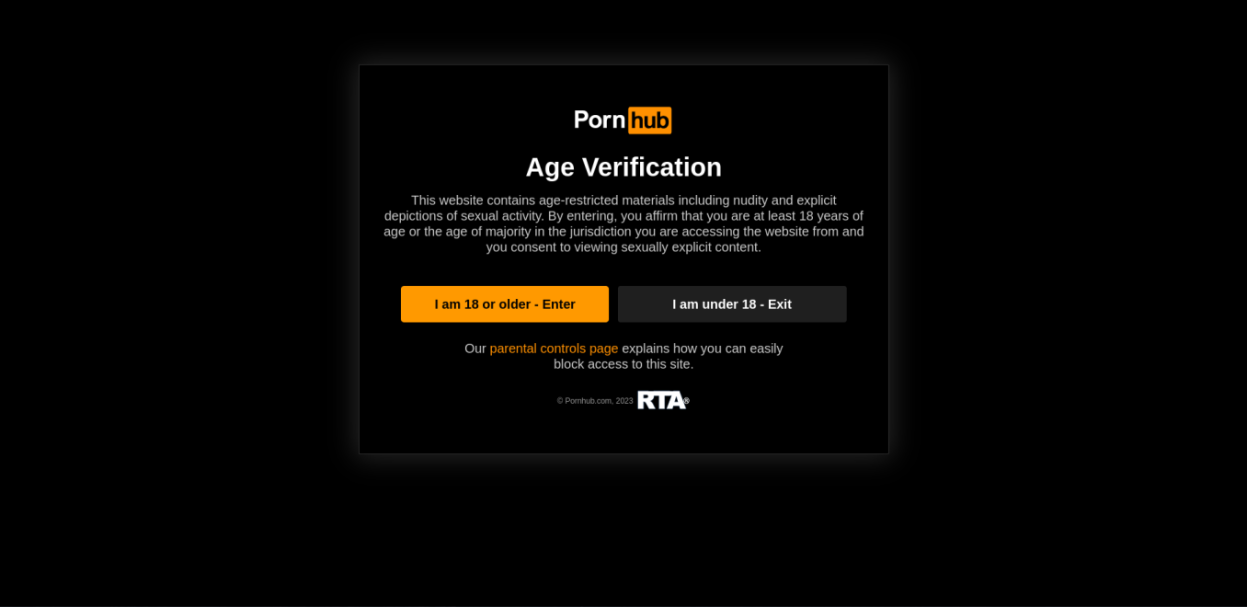 Pornhub
Age Verification
This website contains age-restricted materials including nudity and explicit
depictions of sexual activity. By entering, you affirm that you are at least 18 years of
age or the age of majority in the jurisdiction you are accessing the website from and
you consent to viewing sexually explicit content.
I am 18 or older - Enter
I am under 18 - Exit
Our parental controls page explains how you can easily
block access to this site.
© Pornhub.com, 2023 RTA®